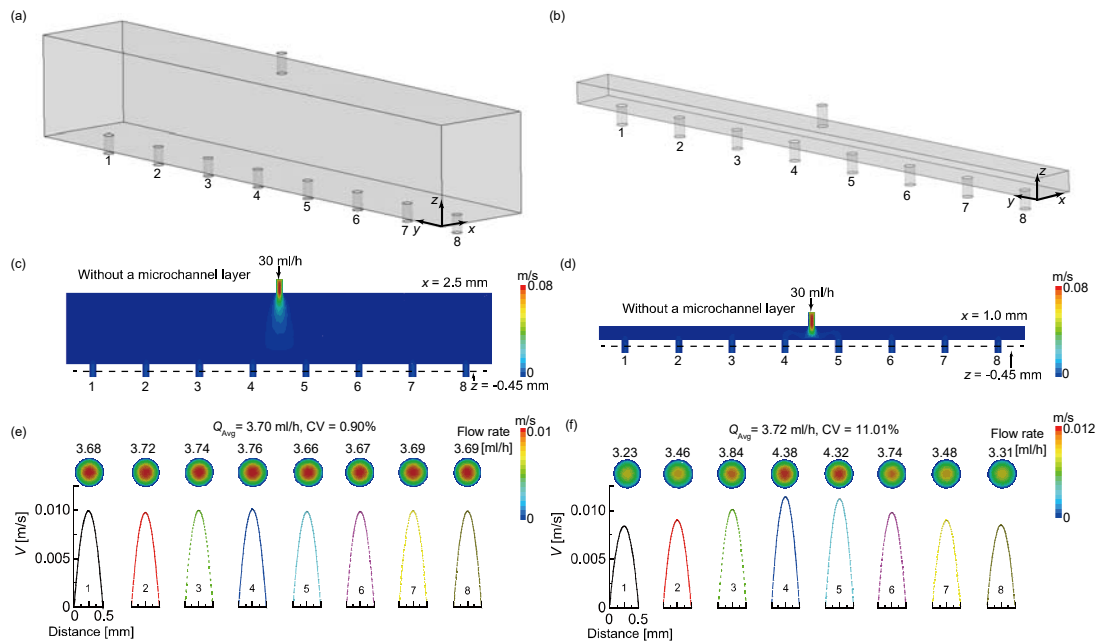 (a)
1
2
3
4
5
6
7
8
z
y
x
(b)
1
2
3
4
5
6
7
8
z
y
x
(c)
Without a microchannel layer
30 ml/h
x = 2.5 mm
m/s
0.08
0
1 2 3 4 5 6 7 8
z = -0.45 mm
(d)
Without a microchannel layer
30 ml/h
x = 1.0 mm
m/s
0.08
0
1 2 3 4 5 6 7 8
z = -0.45 mm
(e)
Q_Avg = 3.70 ml/h, CV = 0.90%
Flow rate
[ml/h]
3.68 3.72 3.74 3.76 3.66 3.67 3.69 3.69
m/s
0.01
0
V [m/s]
0.010
0.005
0
1 2 3 4 5 6 7 8
0 0.5
Distance [mm]
(f)
Q_Avg = 3.72 ml/h, CV = 11.01%
Flow rate
[ml/h]
3.23 3.46 3.84 4.38 4.32 3.74 3.48 3.31
m/s
0.012
0
V [m/s]
0.010
0.005
0
1 2 3 4 5 6 7 8
0 0.5
Distance [mm]